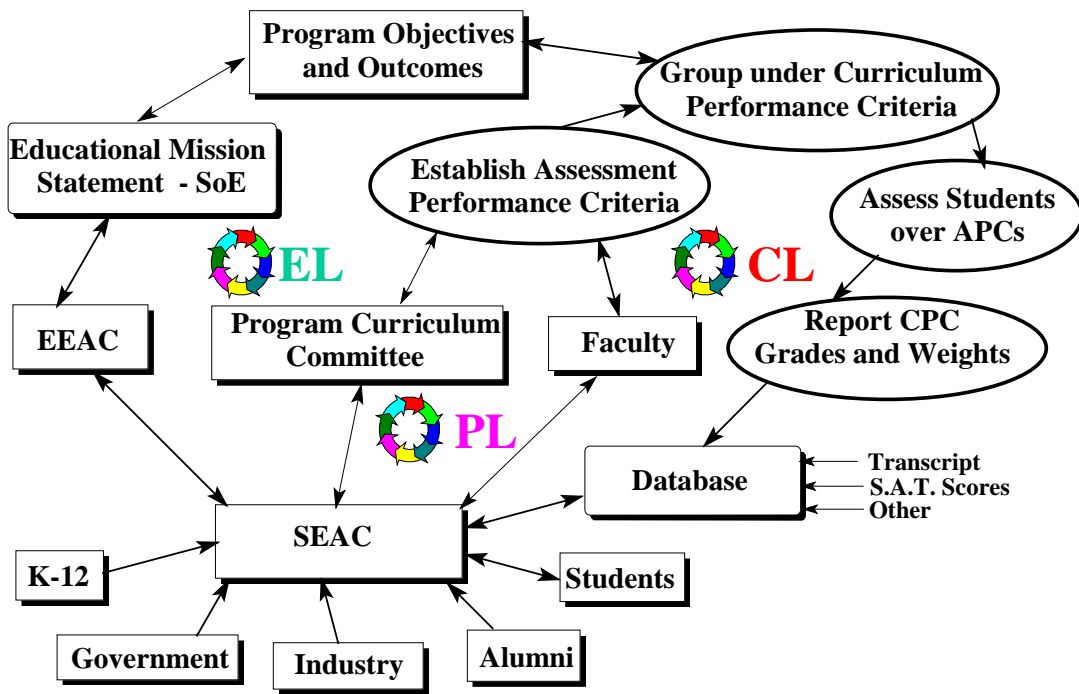 Program Objectives
and Outcomes
Group under Curriculum
Performance Criteria
Educational Mission
Statement - SoE
Establish Assessment
Performance Criteria
Assess Students
over APCs
EL
CL
EEAC
Program Curriculum
Committee
Faculty
Report CPC
Grades and Weights
PL
Database
Transcript
S.A.T. Scores
Other
SEAC
K-12
Students
Government
Industry
Alumni